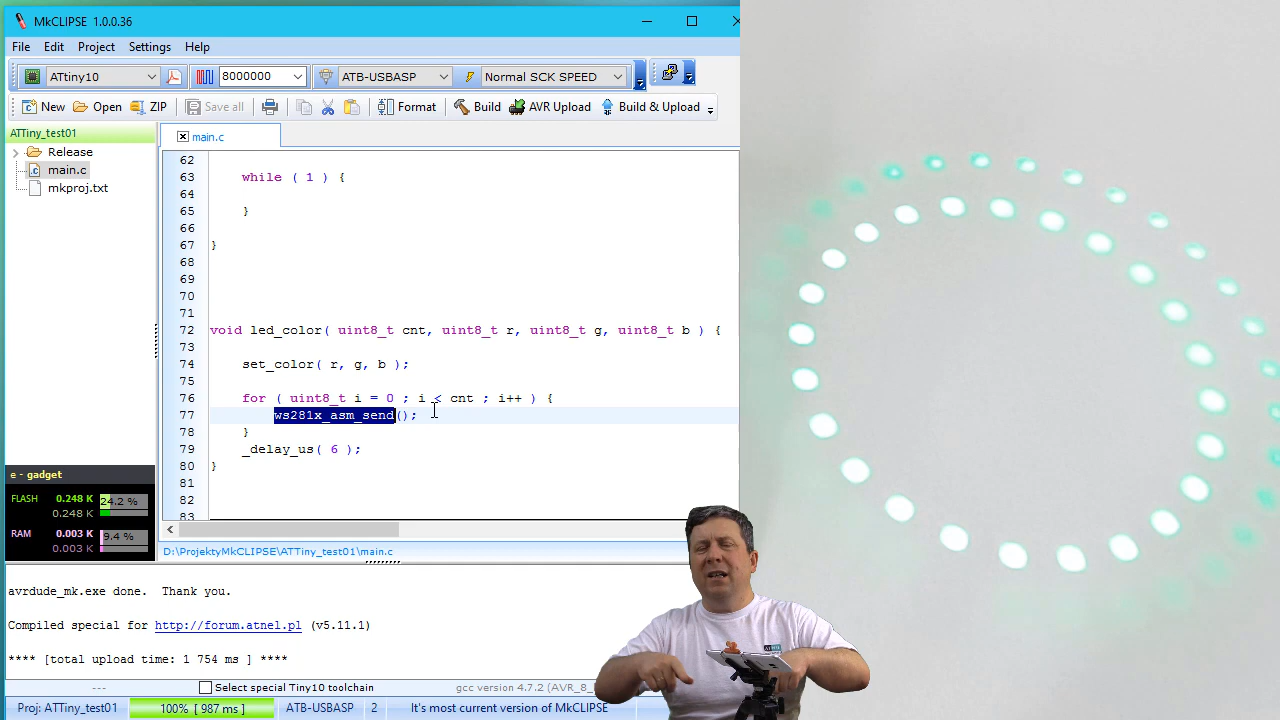 MkCLIPSE 1.0.0.36
File Edit Project Settings Help
ATtiny10 8000000 ATB-USBASP Normal SCK SPEED
New Open ZIP Save all Format Build AVR Upload Build & Upload
ATTiny_test01
Release
main.c
mkproj.txt
main.c
62
63 while ( 1 ) {
64
65 }
66
67 }
68
69
70
71
72 void led_color( uint8_t cnt, uint8_t r, uint8_t g, uint8_t b ) {
73
74 set_color( r, g, b );
75
76 for ( uint8_t i = 0 ; i < cnt ; i++ ) {
77 ws281x_asm_send();
78 }
79 _delay_us( 6 );
80 }
81
82
83
e - gadget
FLASH 0.248 K 24.2 %
0.248 K
RAM 0.003 K 9.4 %
0.003 K
D:\ProjektyMkCLIPSE\ATTiny_test01\main.c
avrdude_mk.exe done. Thank you.
Compiled special for http://forum.atnel.pl (v5.11.1)
[total upload time: 1 754 ms ] ****
--- Select special Tiny10 toolchain gcc version 4.7.2 (AVR_8_
Proj: ATTiny_test01 100% [ 987 ms ] ATB-USBASP 2 It's most current version of MkCLIPSE